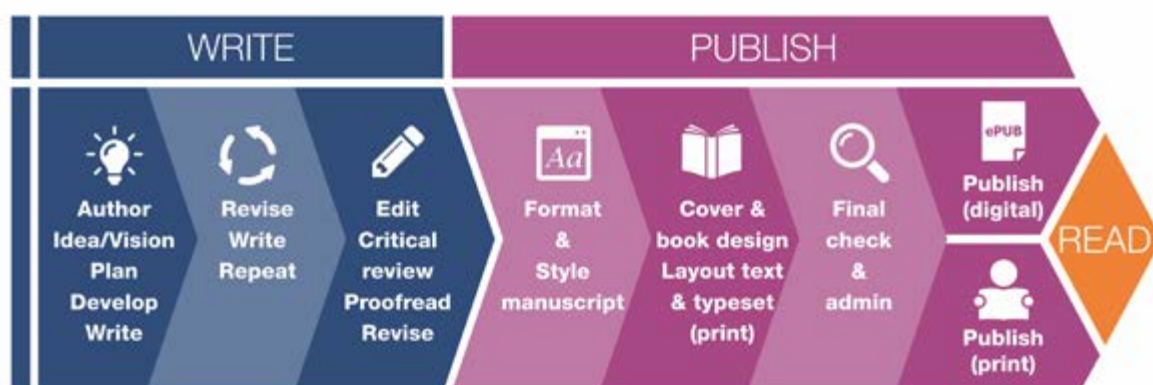 WRITE
PUBLISH
Author
Idea/Vision
Plan
Develop
Write
Revise
Write
Repeat
Edit
Critical
review
Proofread
Revise
Aa
Format
&
Style
manuscript
Cover &
book design
Layout text
& typeset
(print)
Final
check
&
admin
ePUB
Publish
(digital)
Publish
(print)
READ